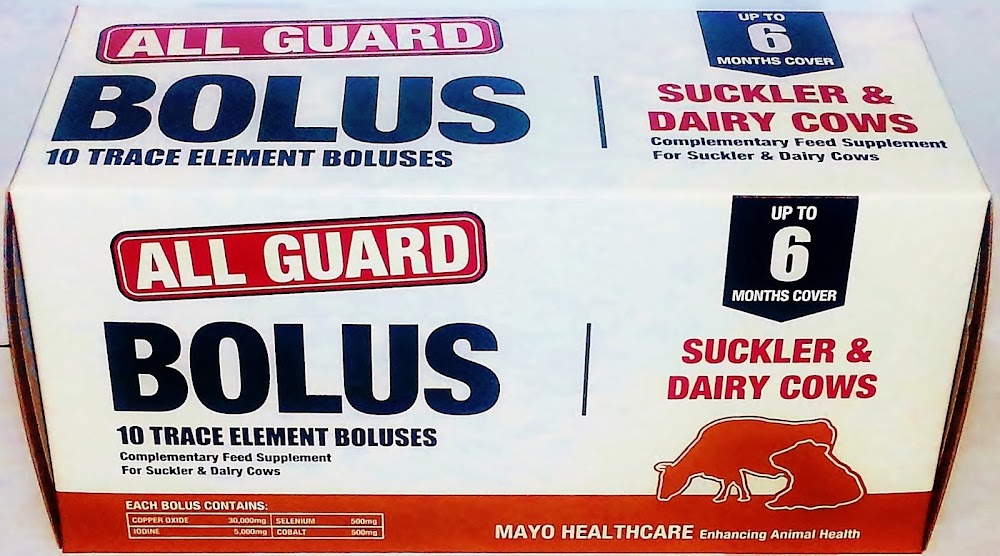 ALL GUARD
BOLUS
10 TRACE ELEMENT BOLUSES
UP TO
6
MONTHS COVER
SUCKLER &
DAIRY COWS
Complementary Feed Supplement
For Suckler & Dairy Cows
ALL GUARD
BOLUS
10 TRACE ELEMENT BOLUSES
Complementary Feed Supplement
For Suckler & Dairy Cows
UP TO
6
MONTHS COVER
SUCKLER &
DAIRY COWS
EACH BOLUS CONTAINS:
COPPER OXIDE 30,000mg SELENIUM 500mg
IODINE 5,000mg COBALT 500mg
MAYO HEALTHCARE Enhancing Animal Health